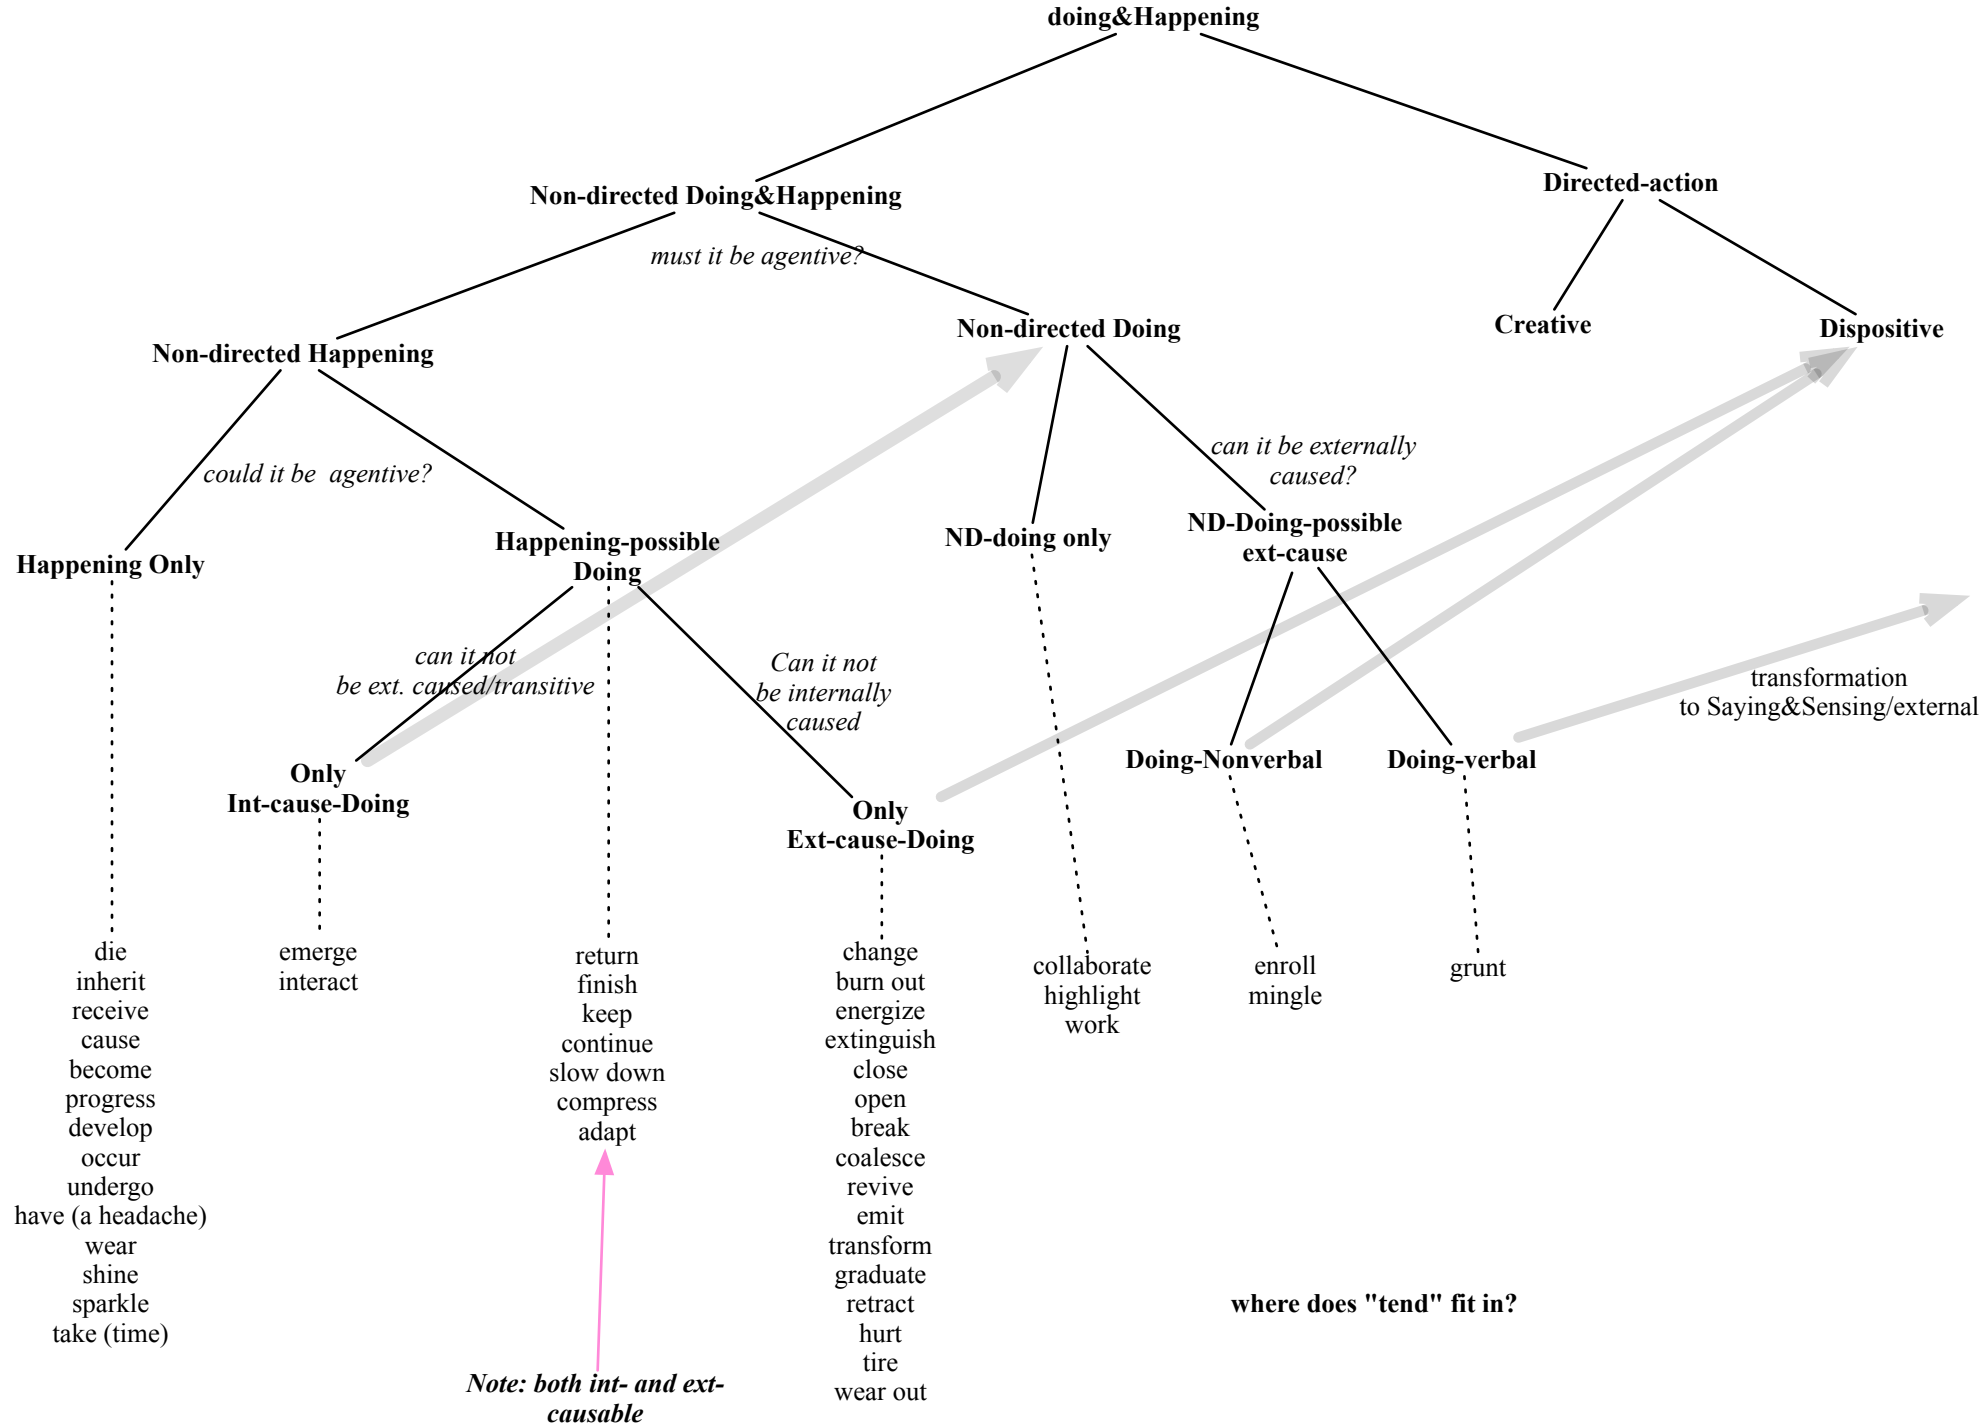 doing&Happening
Non-directed Doing&Happening
Directed-action
must it be agentive?
Non-directed Happening
Non-directed Doing
Creative
Dispositive
could it be  agentive?
can it be externally
caused?
Happening Only
Happening-possible
Doing
ND-doing only
ND-Doing-possible
ext-cause
can it not
be ext. caused/transitive
Can it not
be internally
caused
transformation
to Saying&Sensing/external
Only
Int-cause-Doing
Only
Ext-cause-Doing
Doing-Nonverbal
Doing-verbal
die
inherit
receive
cause
become
progress
develop
occur
undergo
have (a headache)
wear
shine
sparkle
take (time)
emerge
interact
return
finish
keep
continue
slow down
compress
adapt
Note: both int- and ext-
causable
change
burn out
energize
extinguish
close
open
break
coalesce
revive
emit
transform
graduate
retract
hurt
tire
wear out
collaborate
highlight
work
enroll
mingle
grunt
where does "tend" fit in?